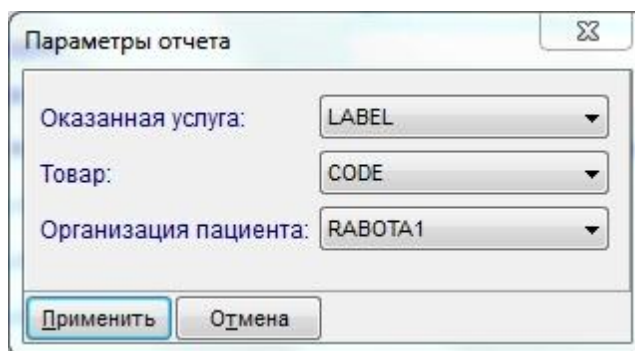 Параметры отчета
Оказанная услуга: LABEL
Товар: CODE
Организация пациента: RABOTA1
Применить Отмена